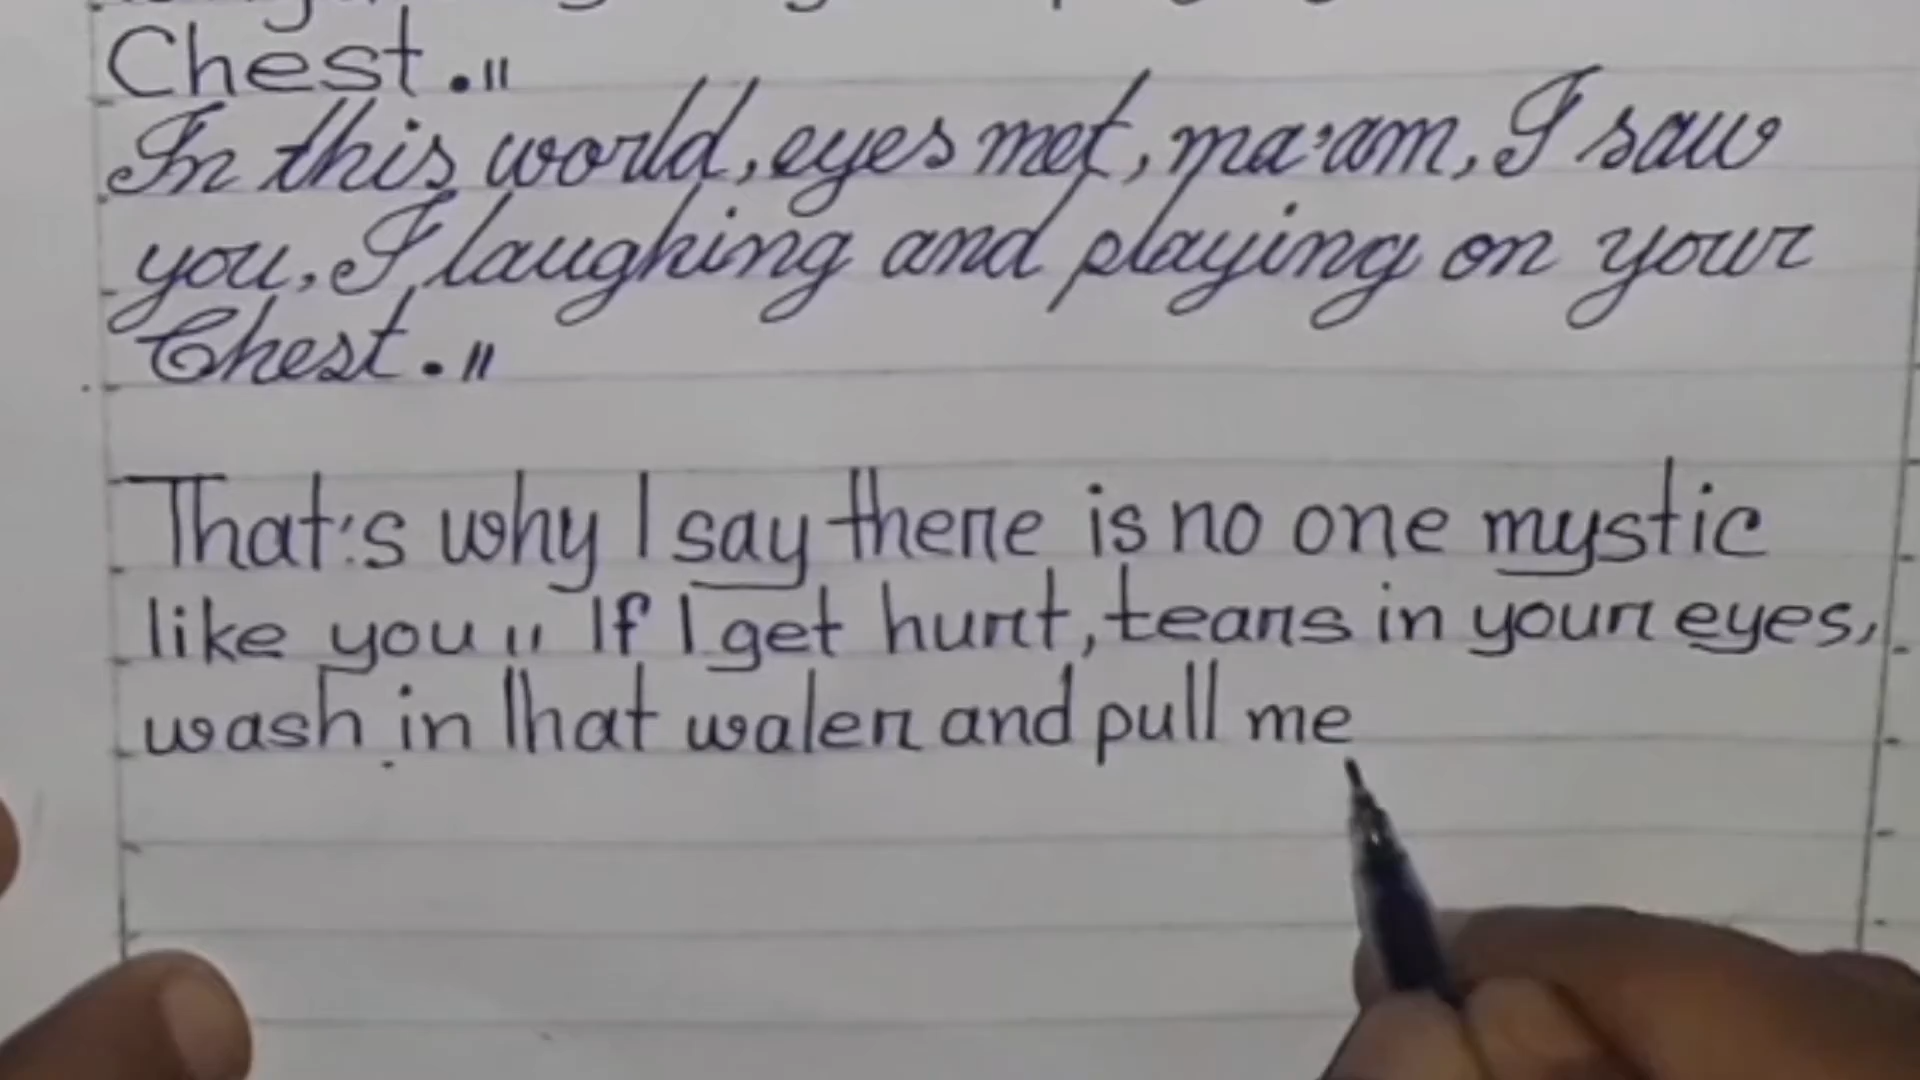 Chest.॥
In this world, eyes met, ma'am, I saw
you, I laughing and playing on your
Chest.॥
That's why I say there is no one mystic
like you ॥ If I get hurt, tears in your eyes,
wash in that water and pull me